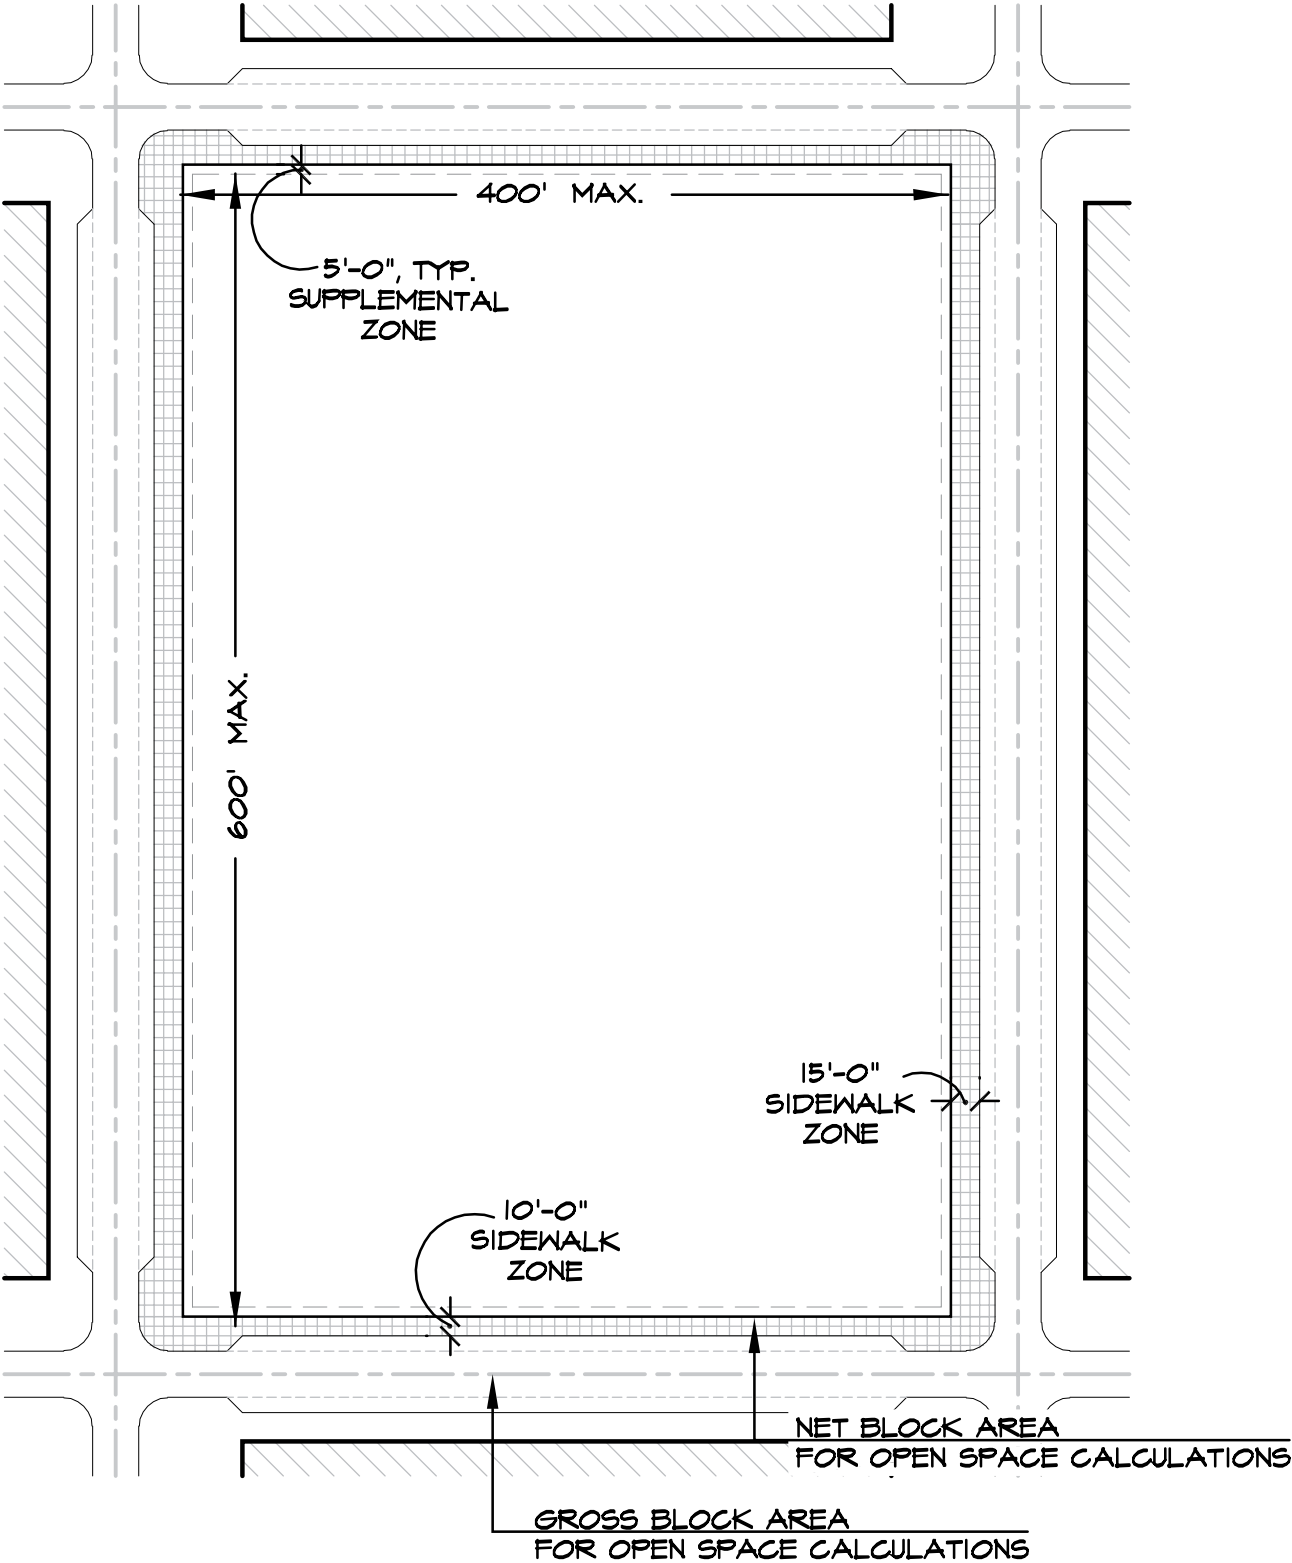 400' MAX.
5'-0", TYP.
SUPPLEMENTAL
ZONE
600' MAX.
15'-0"
SIDEWALK
ZONE
10'-0"
SIDEWALK
ZONE
NET BLOCK AREA
FOR OPEN SPACE CALCULATIONS
GROSS BLOCK AREA
FOR OPEN SPACE CALCULATIONS